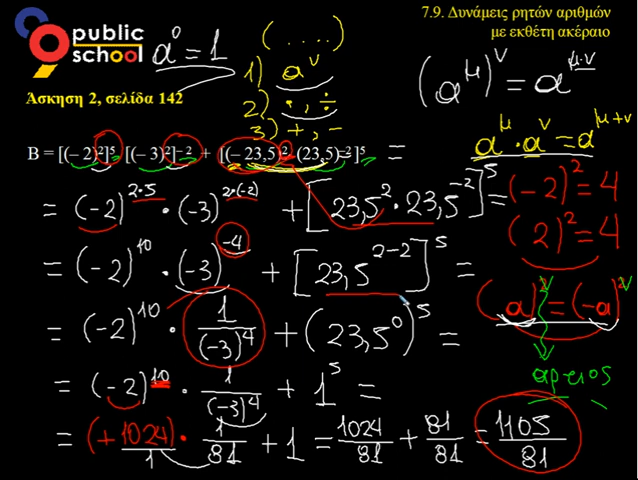 public
school
7.9. Δυνάμεις ρητών αριθμών
με εκθέτη ακέραιο
a⁰ = 1
(....)
1) aᵛ
2) ·, ÷
3) +, −
(a^μ)^ν = a^(μ·ν)
Άσκηση 2, σελίδα 142
a^μ · a^ν = a^(μ+ν)
B = [(−2)²]⁵ · [(−3)²]⁻² + [(−23,5)² · (23,5)⁻²]⁵ =
= (−2)^(2·5) · (−3)^(2·(−2)) + [23,5² · 23,5⁻²]⁵ =
(−2)² = 4
(2)² = 4
= (−2)¹⁰ · (−3)⁻⁴ + [23,5²⁻²]⁵ =
(a)^ν = (−a)^ν
= (−2)¹⁰ · 1/(−3)⁴ + (23,5⁰)⁵ =
άρτιος
= (−2)¹⁰ · 1/(−3)⁴ + 1⁵ =
= (+1024)/1 · 1/81 + 1 = 1024/81 + 81/81 = 1105/81